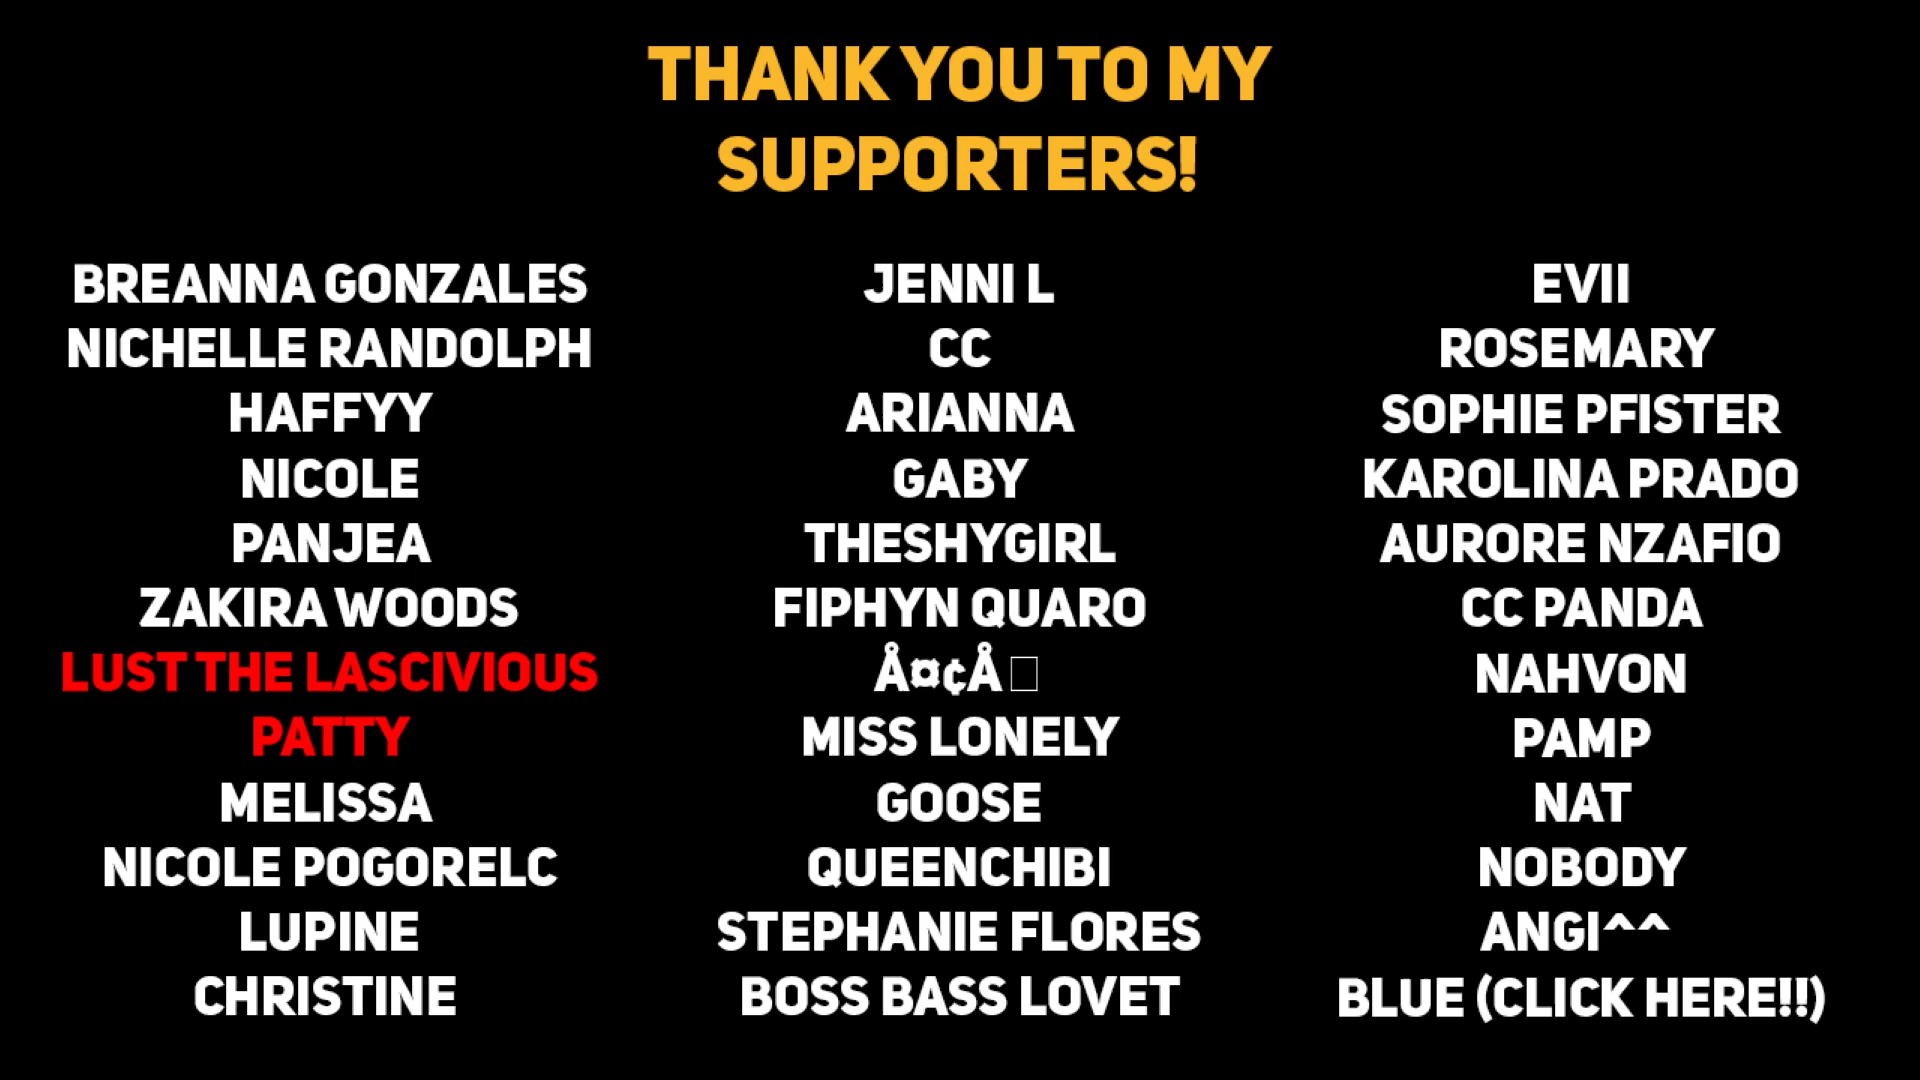 THANK YOU TO MY
SUPPORTERS!
BREANNA GONZALES
NICHELLE RANDOLPH
HAFFYY
NICOLE
PANJEA
ZAKIRA WOODS
LUST THE LASCIVIOUS
PATTY
MELISSA
NICOLE POGORELC
LUPINE
CHRISTINE
JENNI L
CC
ARIANNA
GABY
THESHYGIRL
FIPHYN QUARO
Å¤¢Å□
MISS LONELY
GOOSE
QUEENCHIBI
STEPHANIE FLORES
BOSS BASS LOVET
EVII
ROSEMARY
SOPHIE PFISTER
KAROLINA PRADO
AURORE NZAFIO
CC PANDA
NAHVON
PAMP
NAT
NOBODY
ANGI^^
BLUE (CLICK HERE!!)